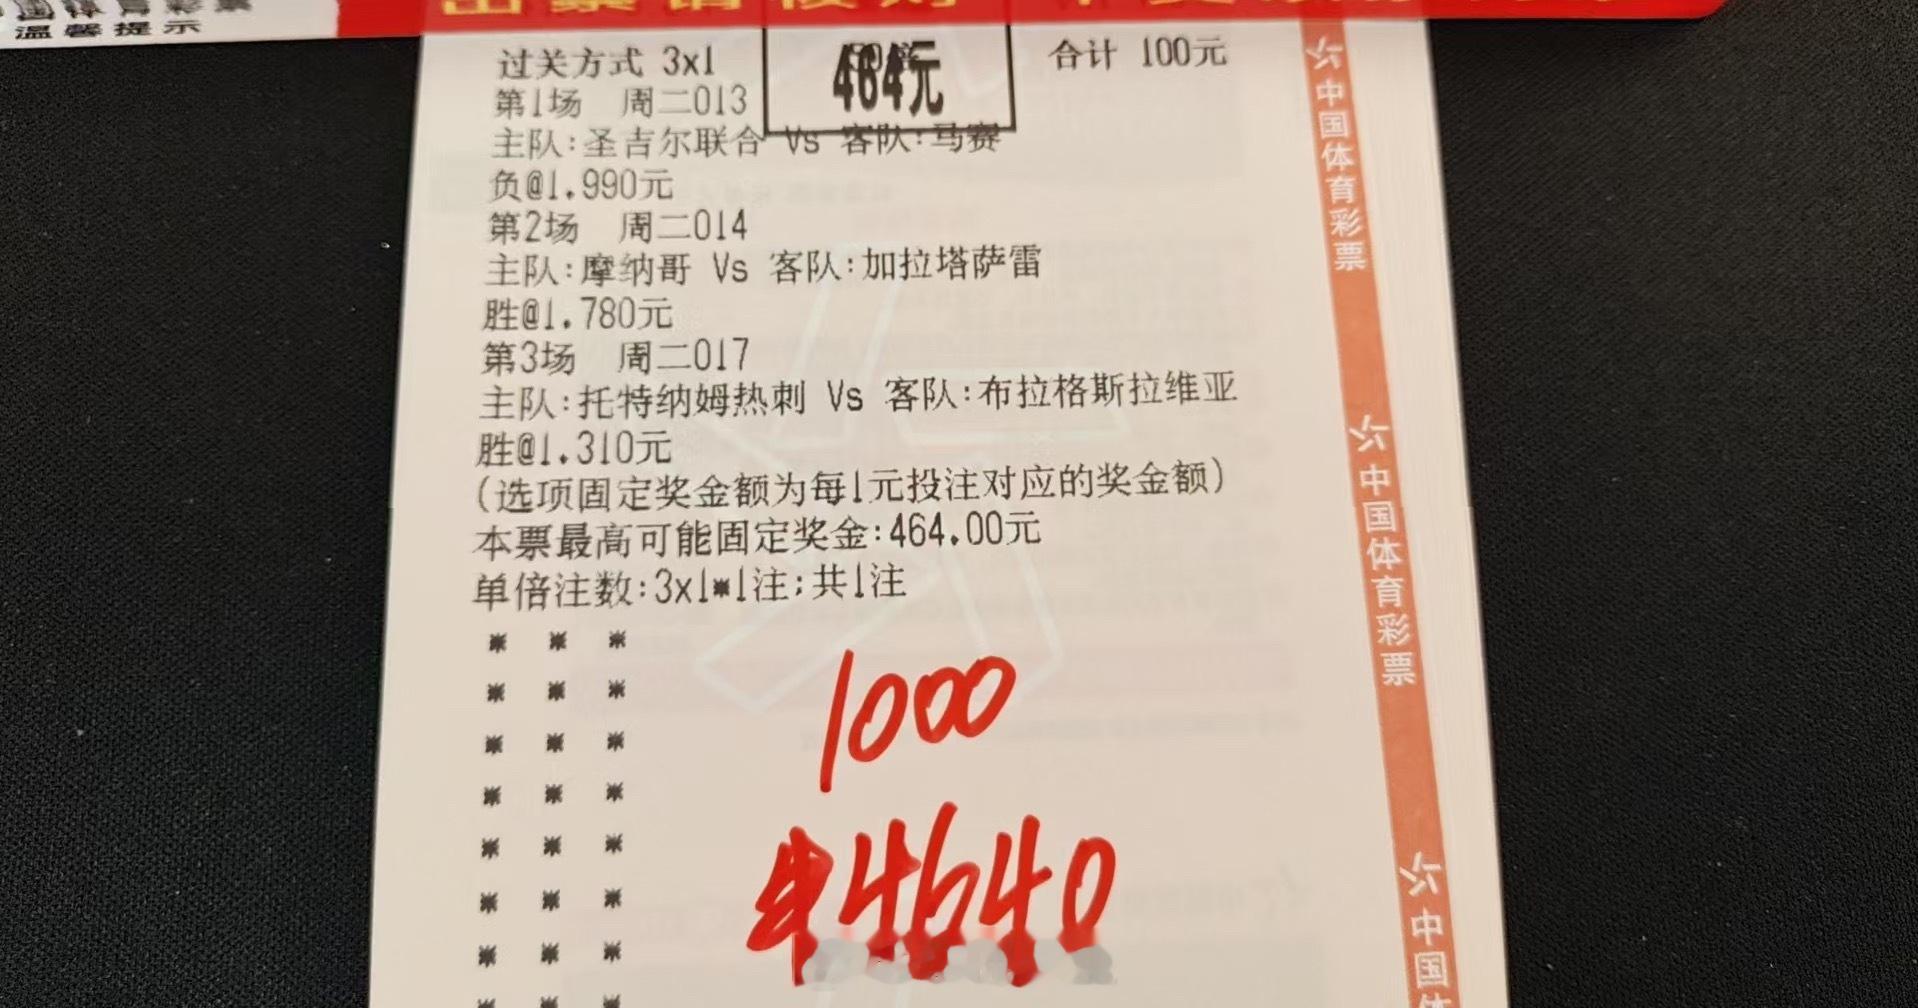 温馨提示
过关方式 3x1
464元
合计 100元
第1场 周二013
主队:圣吉尔联合 Vs 客队:马赛
负@1.990元
第2场 周二014
主队:摩纳哥 Vs 客队:加拉塔萨雷
胜@1.780元
第3场 周二017
主队:托特纳姆热刺 Vs 客队:布拉格斯拉维亚
胜@1.310元
(选项固定奖金额为每1元投注对应的奖金额)
本票最高可能固定奖金:464.00元
单倍注数:3x1*1注;共1注
1000
4640
中国体育彩票
中国体育彩票
中国体